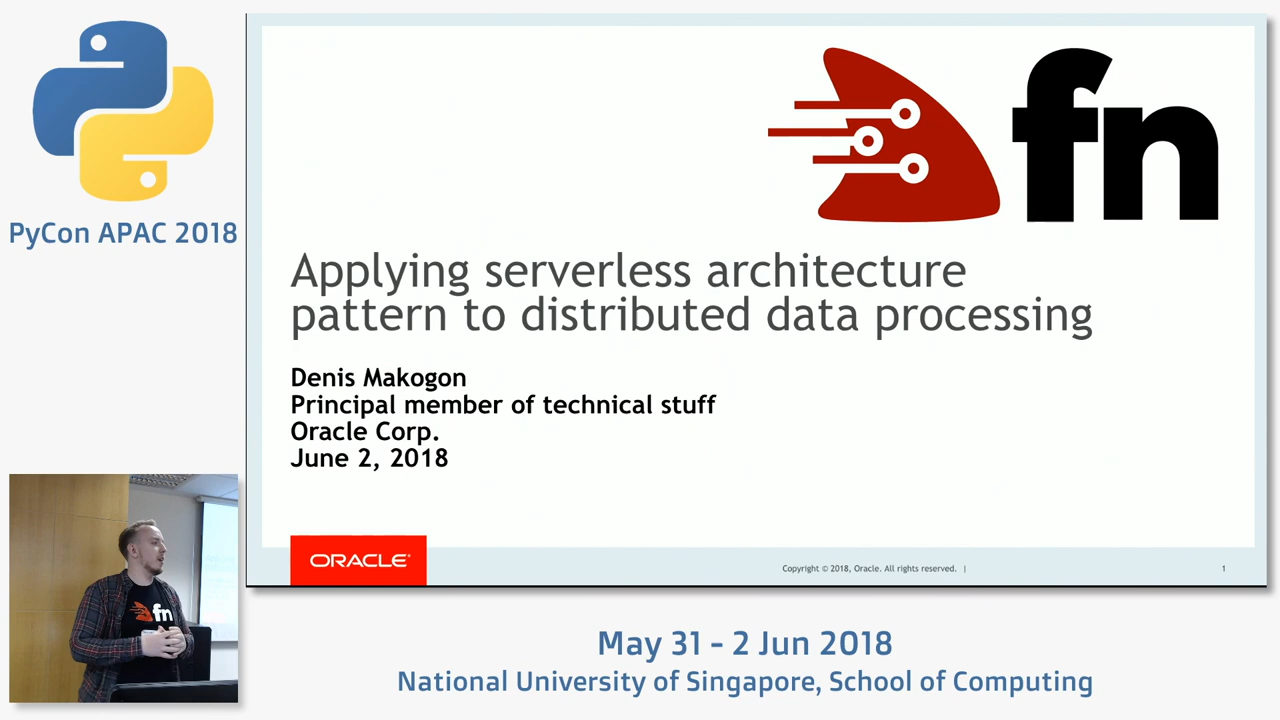 PyCon APAC 2018
fn
Applying serverless architecture
pattern to distributed data processing
Denis Makogon
Principal member of technical stuff
Oracle Corp.
June 2, 2018
ORACLE®
Copyright © 2018, Oracle. All rights reserved. |
1
fn
May 31 - 2 Jun 2018
National University of Singapore, School of Computing